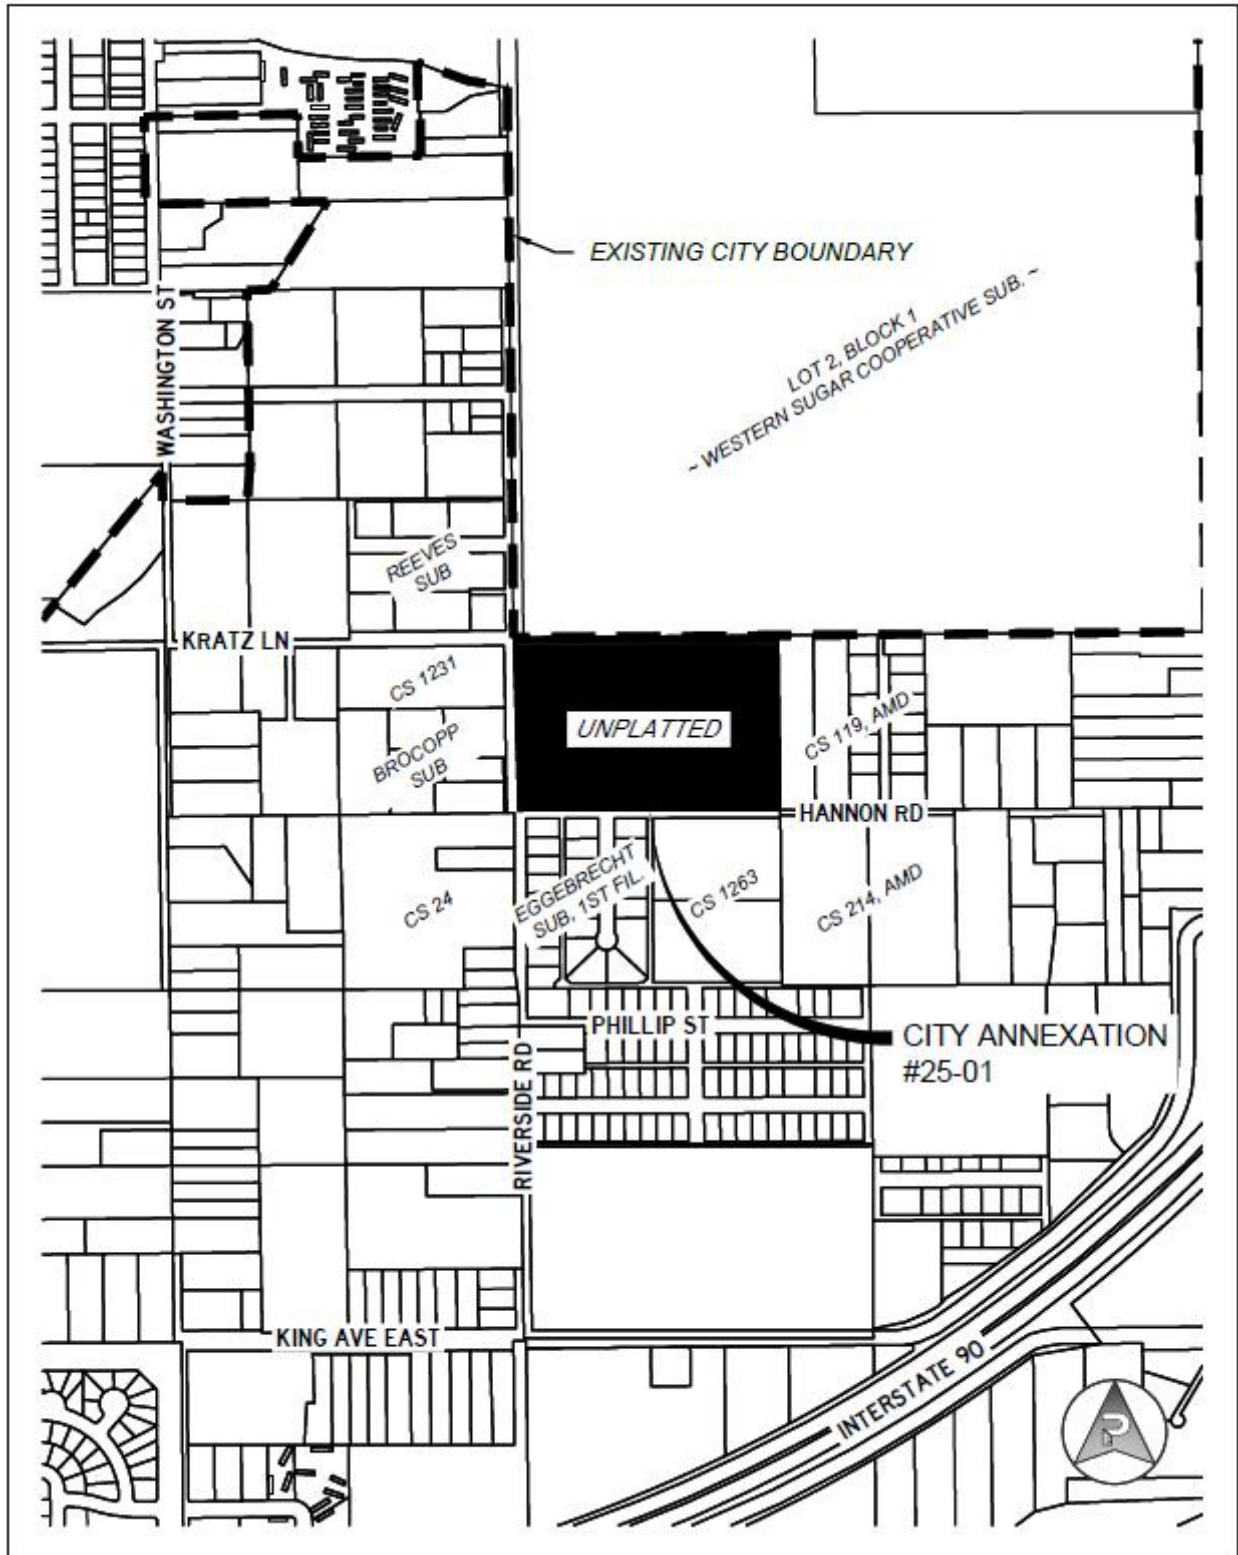 EXISTING CITY BOUNDARY
LOT 2, BLOCK 1
~ WESTERN SUGAR COOPERATIVE SUB. ~
WASHINGTON ST
REEVES
SUB
KRATZ LN
CS 1231
UNPLATTED
CS 119, AMD
BROCOPP
SUB
HANNON RD
EGGEBRECHT
SUB, 1ST FIL.
CS 24
CS 1263
CS 214, AMD
PHILLIP ST
CITY ANNEXATION
#25-01
RIVERSIDE RD
KING AVE EAST
INTERSTATE 90